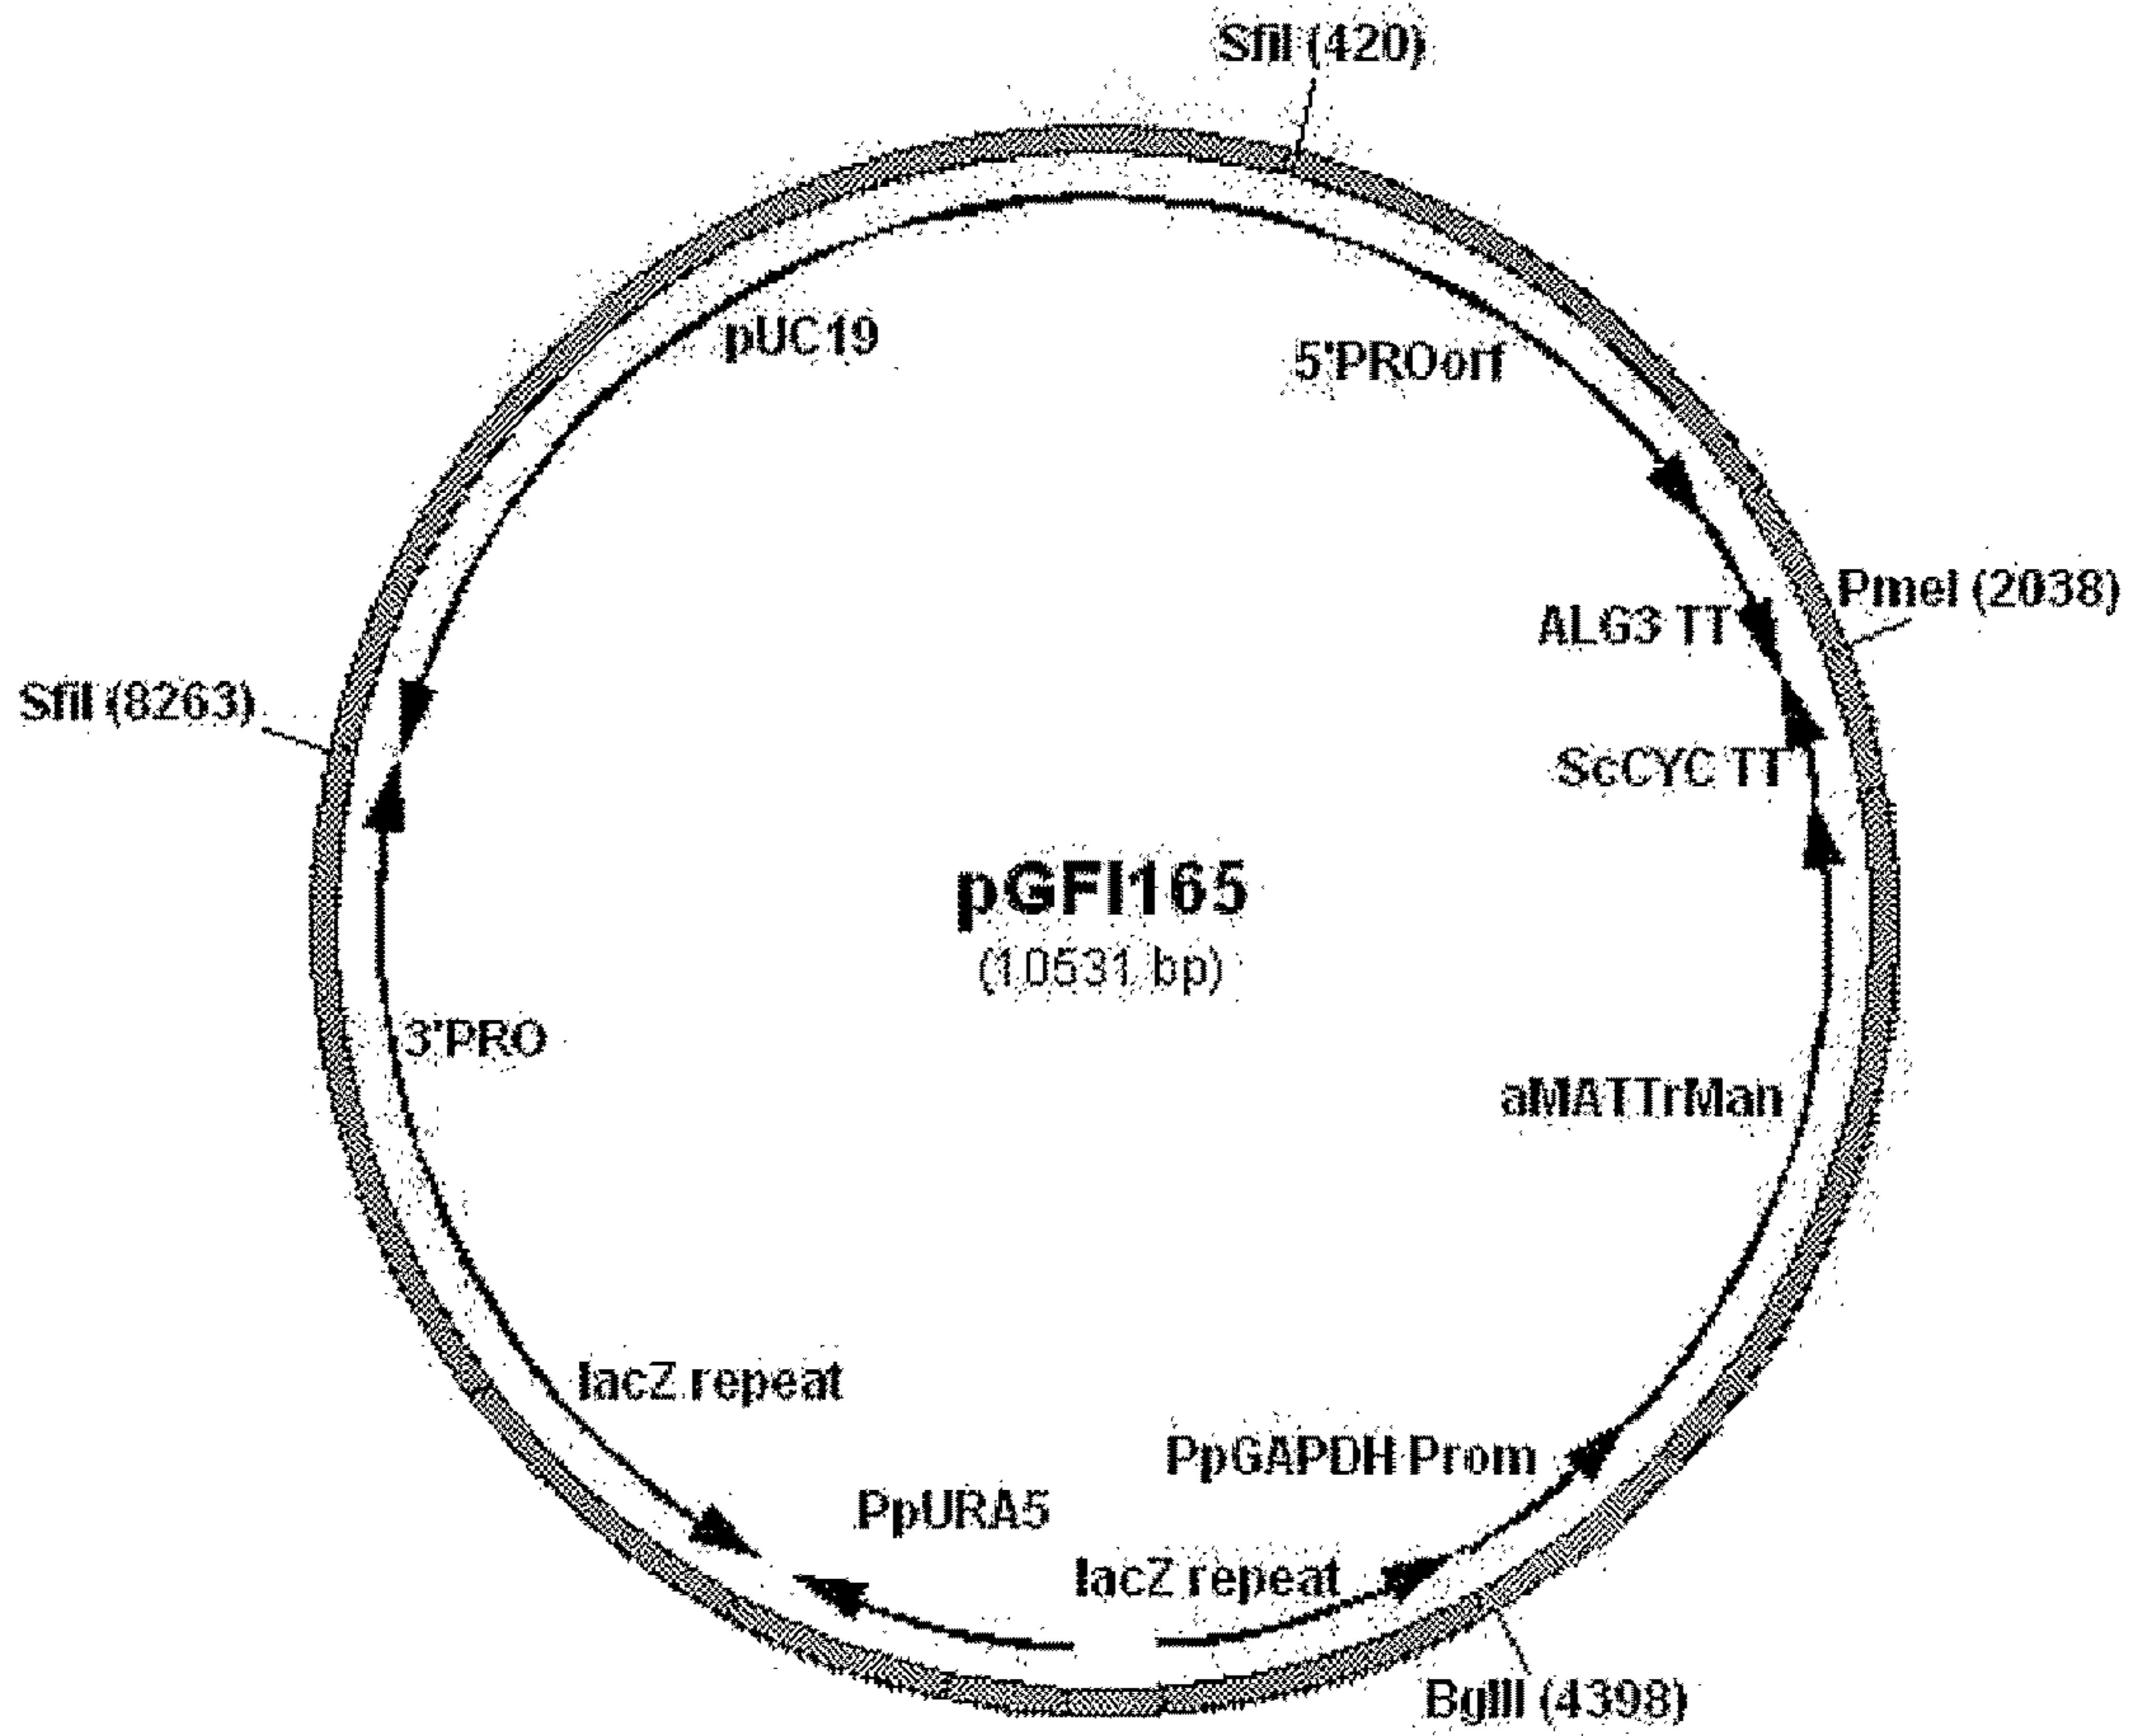 SfiI (420)
pUC19
5'PROorf
PmeI (2038)
ALG3 TT
SfiI (8263)
ScCYC TT
pGFI165
(10531 bp)
3'PRO
aMATTrMan
lacZ repeat
PpGAPDH Prom
PpURA5
lacZ repeat
BglII (4398)